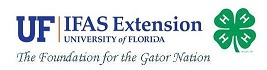 UF IFAS Extension
UNIVERSITY of FLORIDA
H H H H
The Foundation for the Gator Nation